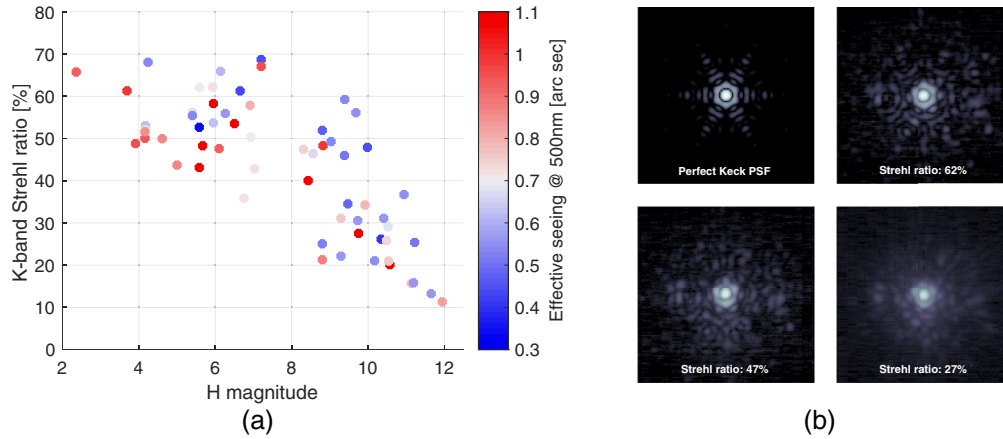 80
70
60
50
40
30
20
10
0
K-band Strehl ratio [%]
2
4
6
8
10
12
H magnitude
1.1
1
0.9
0.8
0.7
0.6
0.5
0.4
0.3
Effective seeing @ 500nm [arc sec]
(a)
Perfect Keck PSF
Strehl ratio: 62%
Strehl ratio: 47%
Strehl ratio: 27%
(b)